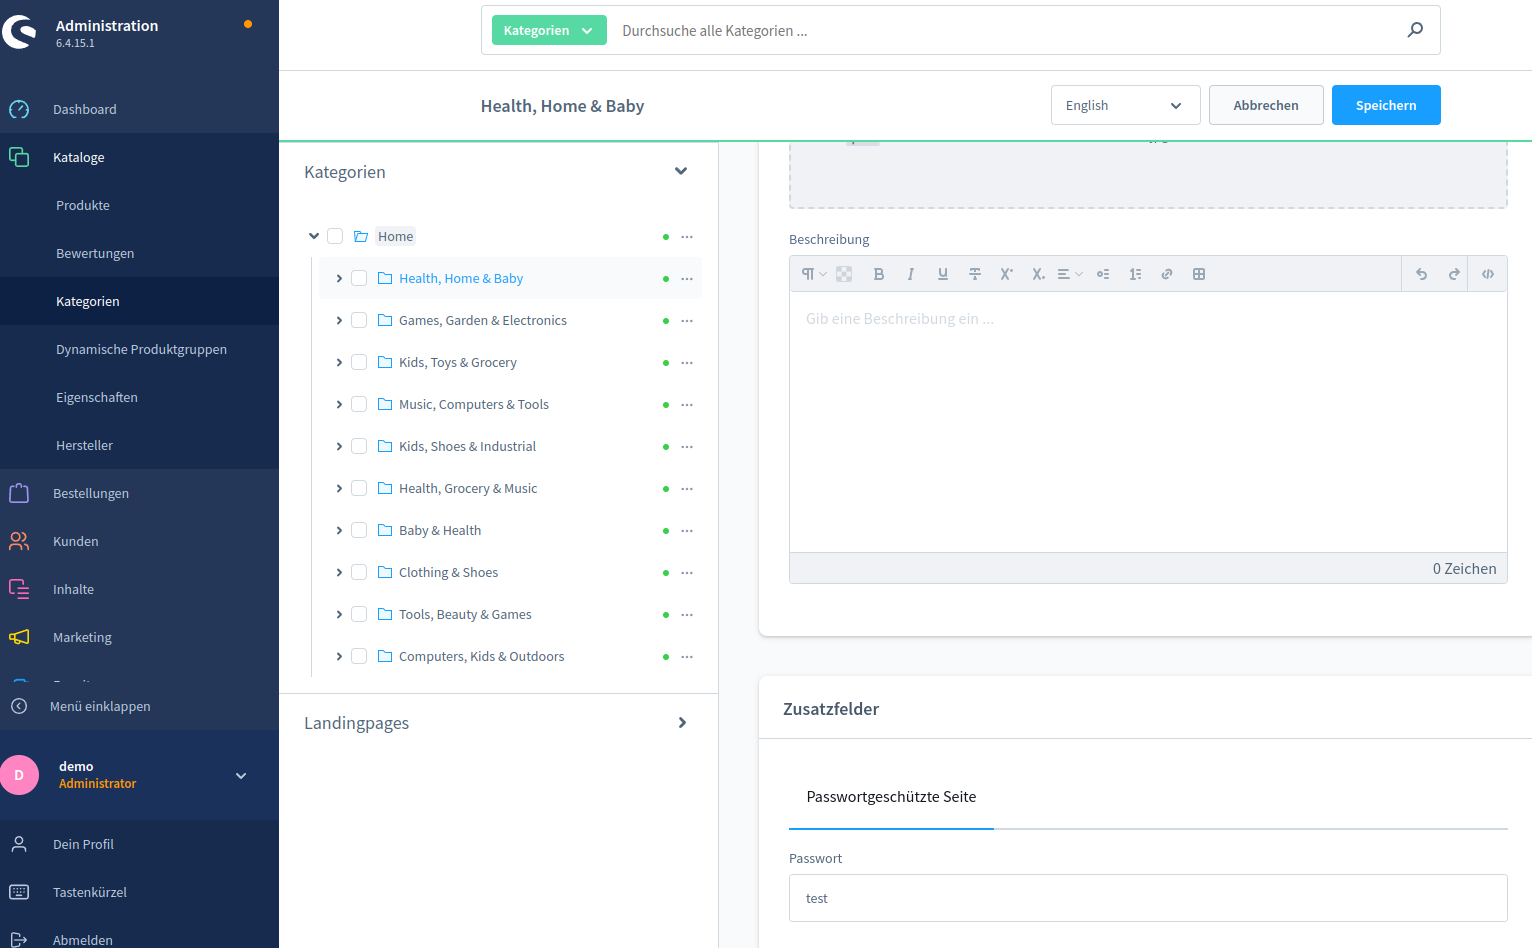 Administration
6.4.15.1
Dashboard
Kataloge
Produkte
Bewertungen
Kategorien
Dynamische Produktgruppen
Eigenschaften
Hersteller
Bestellungen
Kunden
Inhalte
Marketing
Menü einklappen
D
demo
Administrator
Dein Profil
Tastenkürzel
Abmelden
Kategorien
Durchsuche alle Kategorien ...
Health, Home & Baby
English
Abbrechen
Speichern
Kategorien
Home
Health, Home & Baby
Games, Garden & Electronics
Kids, Toys & Grocery
Music, Computers & Tools
Kids, Shoes & Industrial
Health, Grocery & Music
Baby & Health
Clothing & Shoes
Tools, Beauty & Games
Computers, Kids & Outdoors
Landingpages
Beschreibung
Gib eine Beschreibung ein ...
0 Zeichen
Zusatzfelder
Passwortgeschützte Seite
Passwort
test